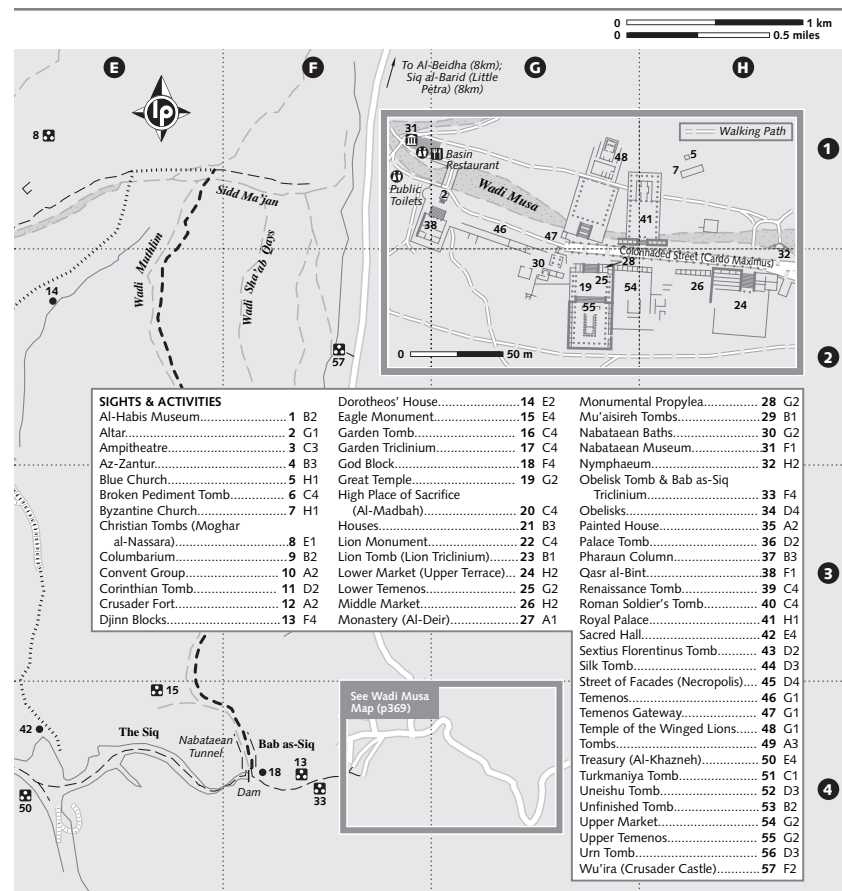 0 1 km
0 0.5 miles
E F G H
To Al-Beidha (8km);
Siq al-Barid (Little
Petra) (8km)
lp
8
31
Walking Path
1
Basin
Restaurant
48
5
7
Public
Toilets
2
Wadi Musa
41
Sidd Ma'jan
38
46
47
Colonnaded Street (Cardo Maximus)
32
Wadi Muthlim
Wadi Sha'ab Qays
30
28
19 25 54
26
24
14
55
0 50 m
57
2
SIGHTS & ACTIVITIES
Al-Habis Museum 1 B2
Altar 2 G1
Ampitheatre 3 C3
Az-Zantur 4 B3
Blue Church 5 H1
Broken Pediment Tomb 6 C4
Byzantine Church 7 H1
Christian Tombs (Moghar
al-Nassara) 8 E1
Columbarium 9 B2
Convent Group 10 A2
Corinthian Tomb 11 D2
Crusader Fort 12 A2
Djinn Blocks 13 F4
Dorotheos' House 14 E2
Eagle Monument 15 E4
Garden Tomb 16 C4
Garden Triclinium 17 C4
God Block 18 F4
Great Temple 19 G2
High Place of Sacrifice
(Al-Madbah) 20 C4
Houses 21 B3
Lion Monument 22 C4
Lion Tomb (Lion Triclinium) 23 B1
Lower Market (Upper Terrace) 24 H2
Lower Temenos 25 G2
Middle Market 26 H2
Monastery (Al-Deir) 27 A1
Monumental Propylea 28 G2
Mu'aisireh Tombs 29 B1
Nabataean Baths 30 G2
Nabataean Museum 31 F1
Nymphaeum 32 H2
Obelisk Tomb & Bab as-Siq
Triclinium 33 F4
Obelisks 34 D4
Painted House 35 A2
Palace Tomb 36 D2
Pharaun Column 37 B3
Qasr al-Bint 38 F1
Renaissance Tomb 39 C4
Roman Soldier's Tomb 40 C4
Royal Palace 41 H1
Sacred Hall 42 E4
Sextius Florentinus Tomb 43 D2
Silk Tomb 44 D3
Street of Facades (Necropolis) 45 D4
Temenos 46 G1
Temenos Gateway 47 G1
Temple of the Winged Lions 48 G1
Tombs 49 A3
Treasury (Al-Khazneh) 50 E4
Turkmaniya Tomb 51 C1
Uneishu Tomb 52 D3
Unfinished Tomb 53 B2
Upper Market 54 G2
Upper Temenos 55 G2
Urn Tomb 56 D3
Wu'ira (Crusader Castle) 57 F2
3
15
See Wadi Musa
Map (p369)
42
The Siq
Nabataean
Tunnel
Bab as-Siq
13
18
Dam
33
50
4